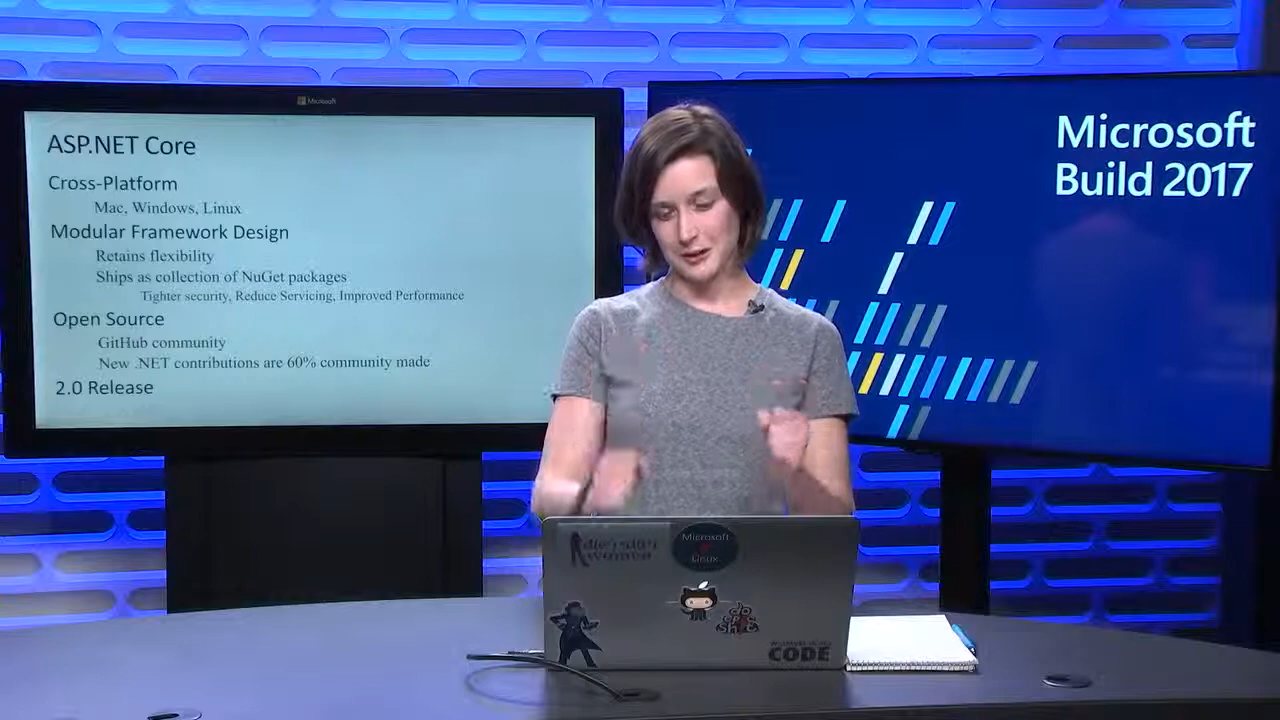 Microsoft
ASP.NET Core
Cross-Platform
Mac, Windows, Linux
Modular Framework Design
Retains flexibility
Ships as collection of NuGet packages
Tighter security, Reduce Servicing, Improved Performance
Open Source
GitHub community
New .NET contributions are 60% community made
2.0 Release
Microsoft
Build 2017
Microsoft
Linux
CODE